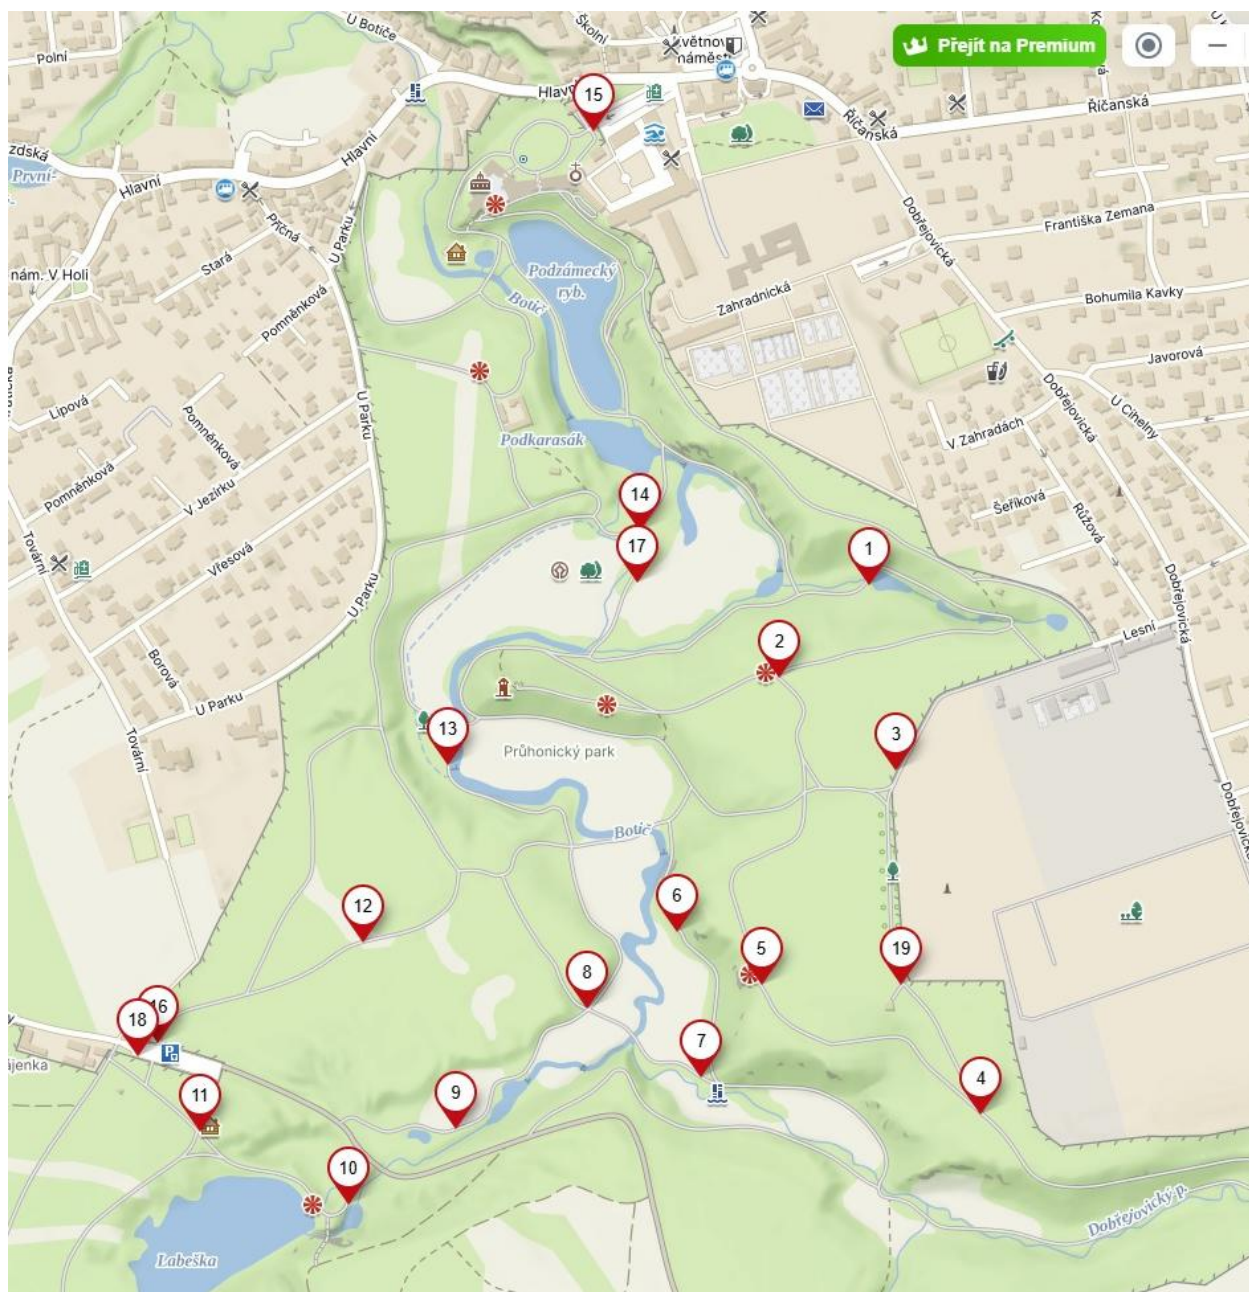 U Botiče
Školní
Květnové
náměstí
Přejít na Premium
Polní
Hlavní
15
Říčanská
Říčanská
Hlavní
Hlavní
První-
Příčná
Stará
U Parku
nám. V Holi
Pomněnková
Dobřejovická
Františka Zemana
Podzámecký
ryb.
Botič
Zahradnická
Bohumila Kavky
Javorová
Lipová
Pomněnková
U Parku
Dobřejovická
U Cihelny
V Zahradách
Podkarasák
Pomněnková
V Jezírku
Šeříková
Růžová
14
17
1
Tovární
Vřesová
U Parku
Dobřejovická
Lesní
2
Borová
U Parku
13
Průhonický park
3
Tovární
Dobřejovická
Botič
6
12
5
19
8
18
16
7
ájenka
11
9
4
10
Labeška
Dobřejovický p.